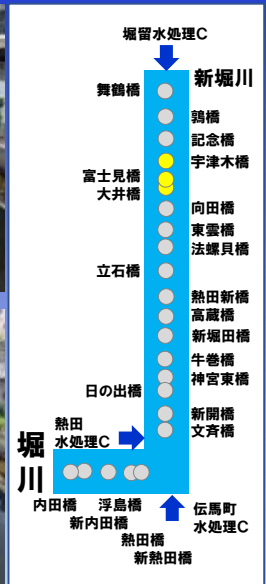 堀留水処理C
新堀川
舞鶴橋
鶉橋
記念橋
宇津木橋
富士見橋
大井橋
向田橋
東雲橋
法螺貝橋
立石橋
熱田新橋
高蔵橋
新堀田橋
牛巻橋
神宮東橋
日の出橋
新開橋
文斉橋
熱田
水処理C
堀川
内田橋
新内田橋
浮島橋
熱田橋
新熱田橋
伝馬町
水処理C